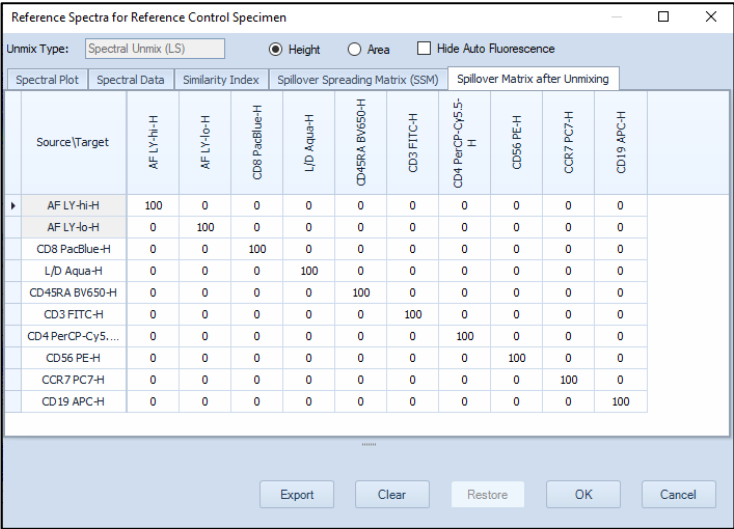 Reference Spectra for Reference Control Specimen
Unmix Type: Spectral Unmix (LS) Height Area Hide Auto Fluorescence
Spectral Plot Spectral Data Similarity Index Spillover Spreading Matrix (SSM) Spillover Matrix after Unmixing
Source\Target AF LY-hi-H AF LY-lo-H CD8 PacBlue-H L/D Aqua-H CD45RA BV650-H CD3 FITC-H CD4 PerCP-Cy5.5-H CD56 PE-H CCR7 PC7-H CD19 APC-H
AF LY-hi-H 100 0 0 0 0 0 0 0 0 0
AF LY-lo-H 0 100 0 0 0 0 0 0 0 0
CD8 PacBlue-H 0 0 100 0 0 0 0 0 0 0
L/D Aqua-H 0 0 0 100 0 0 0 0 0 0
CD45RA BV650-H 0 0 0 0 100 0 0 0 0 0
CD3 FITC-H 0 0 0 0 0 100 0 0 0 0
CD4 PerCP-Cy5.... 0 0 0 0 0 0 100 0 0 0
CD56 PE-H 0 0 0 0 0 0 0 100 0 0
CCR7 PC7-H 0 0 0 0 0 0 0 0 100 0
CD19 APC-H 0 0 0 0 0 0 0 0 0 100
Export Clear Restore OK Cancel